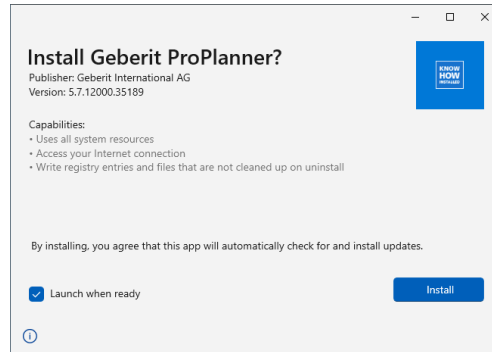 Install Geberit ProPlanner?
Publisher: Geberit International AG
Version: 5.7.12000.35189
KNOW
HOW
INSTALLED
Capabilities:
• Uses all system resources
• Access your Internet connection
• Write registry entries and files that are not cleaned up on uninstall
By installing, you agree that this app will automatically check for and install updates.
Launch when ready
Install